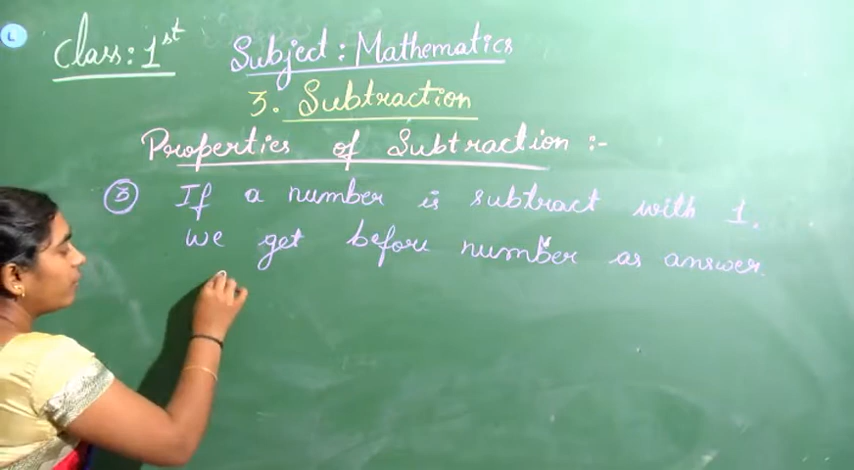 L
Class: 1st
Subject: Mathematics
3. Subtraction
Properties of Subtraction :-
③ If a number is subtract with 1.
we get before number as answer.